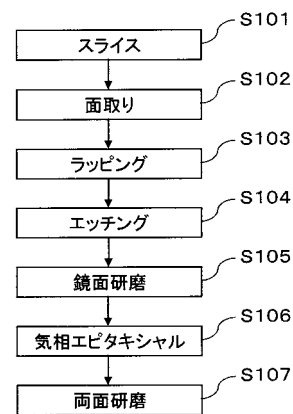 スライス S101
面取り S102
ラッピング S103
エッチング S104
鏡面研磨 S105
気相エピタキシャル S106
両面研磨 S107